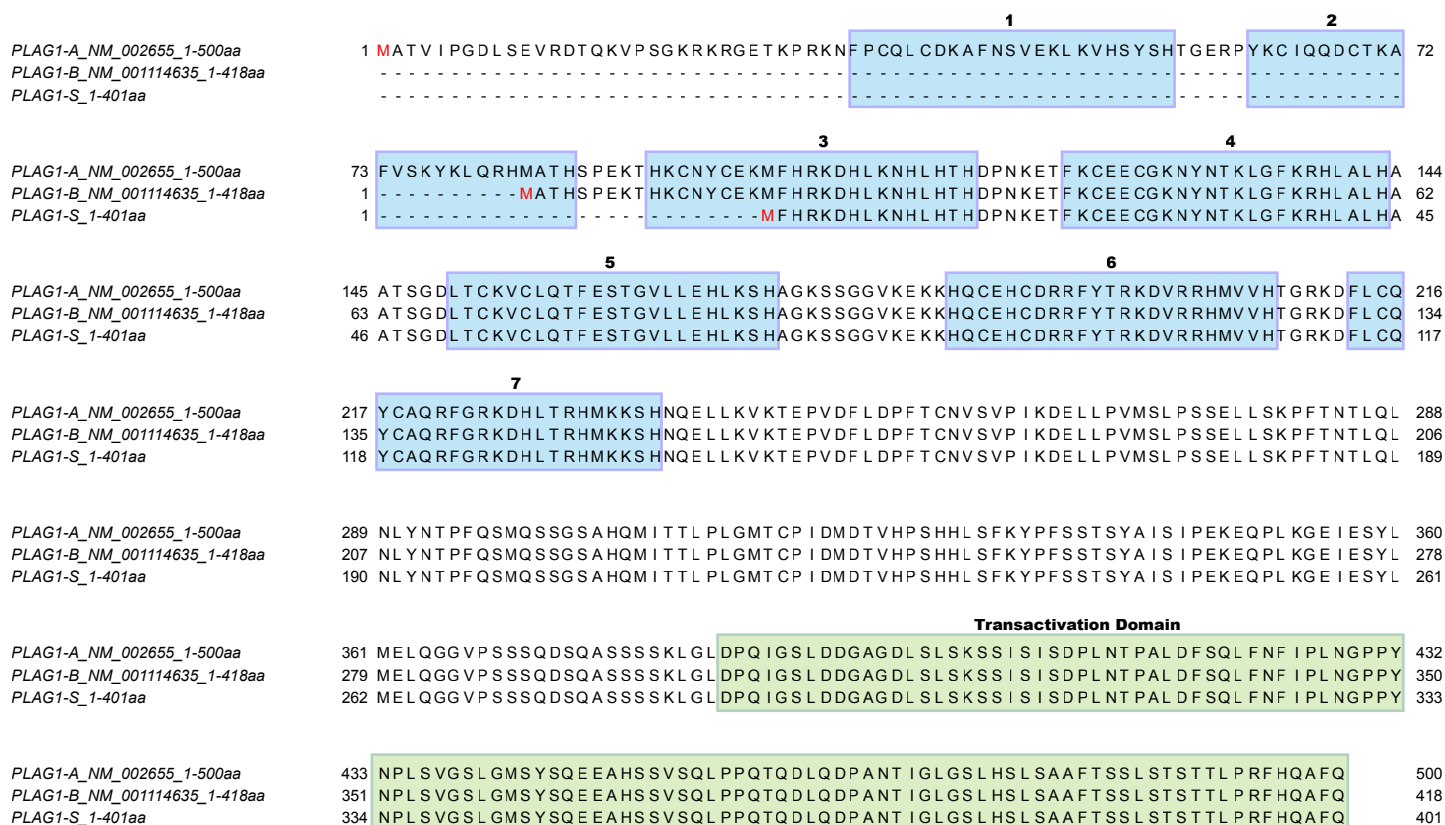 1 2
PLAG1-A_NM_002655_1-500aa 1 MATVIPGDLSEVRDTQKVPSGKRKRGETKPRKNFPCQLCDKAFNSVEKLKVHSYSHTGERPYKCIQQDCTKA 72
PLAG1-B_NM_001114635_1-418aa ------------------------------------------------------------------------
PLAG1-S_1-401aa ------------------------------------------------------------------------
3 4
PLAG1-A_NM_002655_1-500aa 73 FVSKYKLQRHMATHSPEKTHKCNYCEKMFHRKDHLKNHLHTHDPNKETFKCEECGKNYNTKLGFKRHLALHA 144
PLAG1-B_NM_001114635_1-418aa 1 ----------MATHSPEKTHKCNYCEKMFHRKDHLKNHLHTHDPNKETFKCEECGKNYNTKLGFKRHLALHA 62
PLAG1-S_1-401aa 1 ---------------------------MFHRKDHLKNHLHTHDPNKETFKCEECGKNYNTKLGFKRHLALHA 45
5 6
PLAG1-A_NM_002655_1-500aa 145 ATSGDLTCKVCLQTFESTGVLLEHLKSHAGKSSGGVKEKKHQCEHCDRRFYTRKDVRRHMVVHTGRKDFLCQ 216
PLAG1-B_NM_001114635_1-418aa 63 ATSGDLTCKVCLQTFESTGVLLEHLKSHAGKSSGGVKEKKHQCEHCDRRFYTRKDVRRHMVVHTGRKDFLCQ 134
PLAG1-S_1-401aa 46 ATSGDLTCKVCLQTFESTGVLLEHLKSHAGKSSGGVKEKKHQCEHCDRRFYTRKDVRRHMVVHTGRKDFLCQ 117
7
PLAG1-A_NM_002655_1-500aa 217 YCAQRFGRKDHLTRHMKKSHNQELLKVKTEPVDFLDPFTCNVSVPIKDELLPVMSLPSSELLSKPFTNTLQL 288
PLAG1-B_NM_001114635_1-418aa 135 YCAQRFGRKDHLTRHMKKSHNQELLKVKTEPVDFLDPFTCNVSVPIKDELLPVMSLPSSELLSKPFTNTLQL 206
PLAG1-S_1-401aa 118 YCAQRFGRKDHLTRHMKKSHNQELLKVKTEPVDFLDPFTCNVSVPIKDELLPVMSLPSSELLSKPFTNTLQL 189
PLAG1-A_NM_002655_1-500aa 289 NLYNTPFQSMQSSGSAHQMITTLPLGMTCPIDMDTVHPSHHLSFKYPFSSTSYAISIPEKEQPLKGEIESYL 360
PLAG1-B_NM_001114635_1-418aa 207 NLYNTPFQSMQSSGSAHQMITTLPLGMTCPIDMDTVHPSHHLSFKYPFSSTSYAISIPEKEQPLKGEIESYL 278
PLAG1-S_1-401aa 190 NLYNTPFQSMQSSGSAHQMITTLPLGMTCPIDMDTVHPSHHLSFKYPFSSTSYAISIPEKEQPLKGEIESYL 261
Transactivation Domain
PLAG1-A_NM_002655_1-500aa 361 MELQGGVPSSSQDSQASSSSKLGLDPQIGSLDDGAGDLSLSKSSISISDPLNTPALDFSQLFNFIPLNGPPY 432
PLAG1-B_NM_001114635_1-418aa 279 MELQGGVPSSSQDSQASSSSKLGLDPQIGSLDDGAGDLSLSKSSISISDPLNTPALDFSQLFNFIPLNGPPY 350
PLAG1-S_1-401aa 262 MELQGGVPSSSQDSQASSSSKLGLDPQIGSLDDGAGDLSLSKSSISISDPLNTPALDFSQLFNFIPLNGPPY 333
PLAG1-A_NM_002655_1-500aa 433 NPLSVGSLGMSYSQEEAHSSVSQLPPQTQDLQDPANTIGLGSLHSLSAAFTSSLSTSTTLPRFHQAFQ 500
PLAG1-B_NM_001114635_1-418aa 351 NPLSVGSLGMSYSQEEAHSSVSQLPPQTQDLQDPANTIGLGSLHSLSAAFTSSLSTSTTLPRFHQAFQ 418
PLAG1-S_1-401aa 334 NPLSVGSLGMSYSQEEAHSSVSQLPPQTQDLQDPANTIGLGSLHSLSAAFTSSLSTSTTLPRFHQAFQ 401